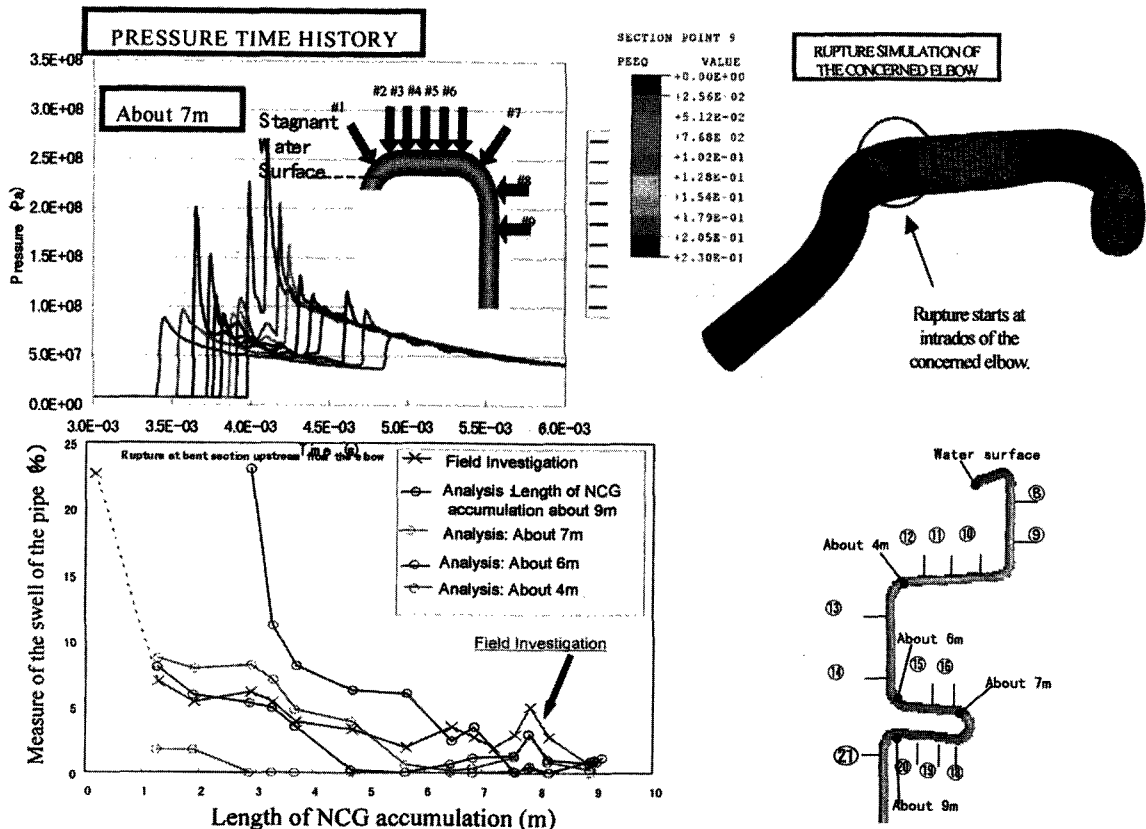 PRESSURE TIME HISTORY
3.5E+08
3.0E+08
2.5E+08
2.0E+08
1.5E+08
1.0E+08
5.0E+07
0.0E+00
Pressure (Pa)
About 7m
Stagnant
Water
Surface
#1
#2 #3 #4 #5 #6
#7
#8
#9
3.0E-03 3.5E-03 4.0E-03 4.5E-03 5.0E-03 5.5E-03 6.0E-03
Time (s)
SECTION POINT 5
PEEQ VALUE
+0.00E+00
+2.56E-02
+5.12E-02
+7.68E 02
+1.02E-01
+1.28E-01
+1.54E-01
+1.79E-01
+2.05E-01
+2.30E-01
RUPTURE SIMULATION OF
THE CONCERNED ELBOW
Rupture starts at
intrados of the
concerned elbow.
Measure of the swell of the pipe (%)
25
20
15
10
5
0
Rupture at bent section upstream from the elbow
Field Investigation
Analysis :Length of NCG
accumulation about 9m
Analysis: About 7m
Analysis: About 6m
Analysis: About 4m
Field Investigation
0 1 2 3 4 5 6 7 8 9 10
Length of NCG accumulation (m)
Water surface
⑧
⑨
About 4m
⑫ ⑪ ⑩
⑬
About 6m
⑭
⑮ ⑯
About 7m
21
⑳ ⑲ ⑱
About 9m